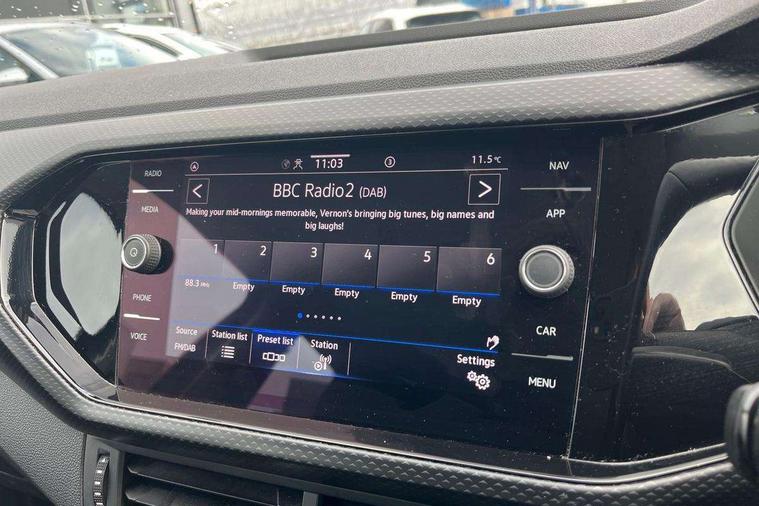 RADIO
MEDIA
PHONE
VOICE
11:03
3
11.5°C
BBC Radio2 (DAB)
Making your mid-mornings memorable, Vernon's bringing big tunes, big names and
big laughs!
1 2 3 4 5 6
88.3 MHz Empty Empty Empty Empty Empty
Source
FM/DAB
Station list
Preset list
Station
Settings
NAV
APP
CAR
MENU